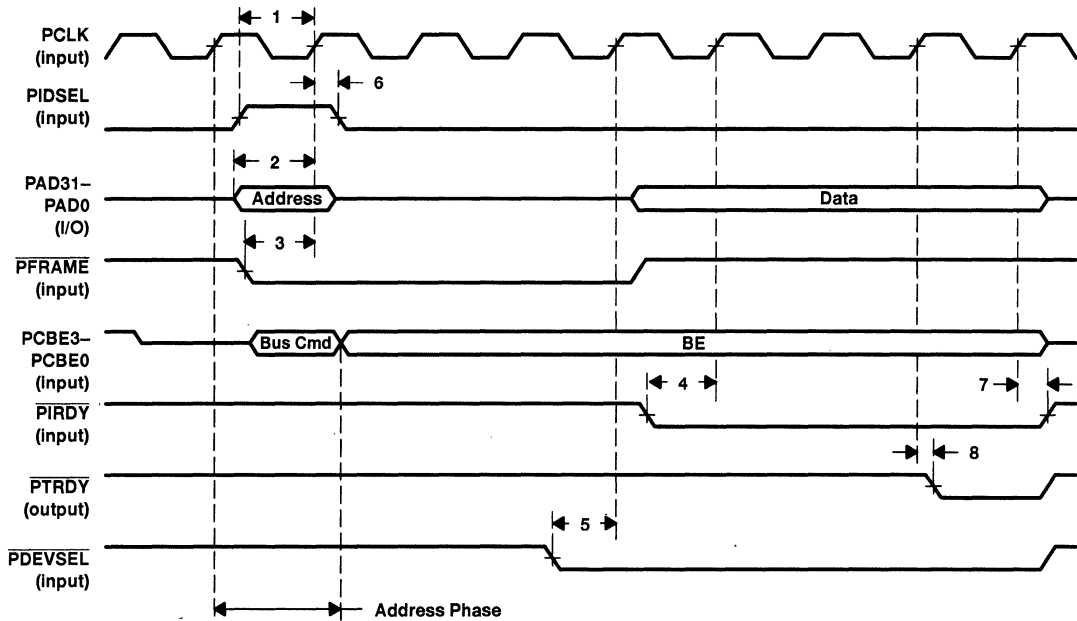 1
PCLK
(input)
6
PIDSEL
(input)
2
PAD31–
PAD0
(I/O)
Address
Data
3
PFRAME
(input)
PCBE3–
PCBE0
(input)
Bus Cmd
BE
4
7
PIRDY
(input)
8
PTRDY
(output)
5
PDEVSEL
(input)
Address Phase